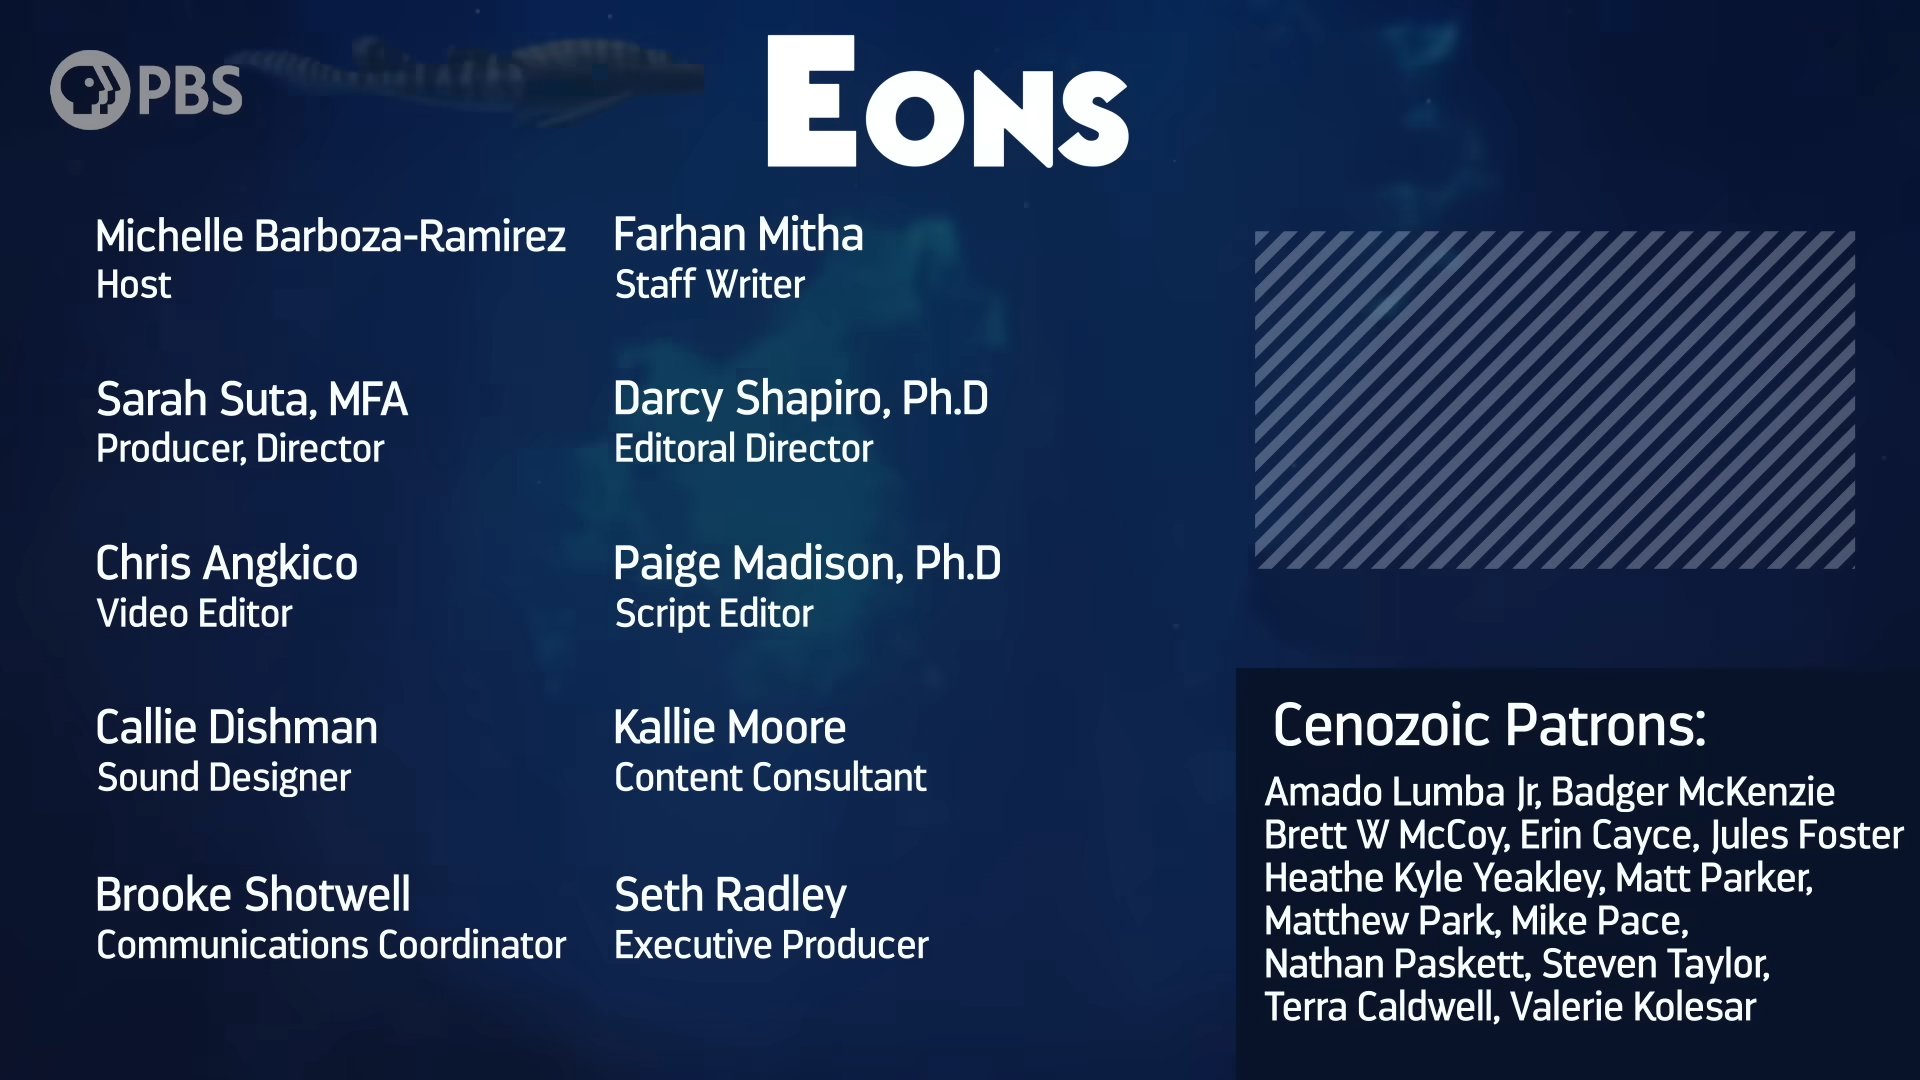 PBS
EONS
Michelle Barboza-Ramirez
Host
Farhan Mitha
Staff Writer
Sarah Suta, MFA
Producer, Director
Darcy Shapiro, Ph.D
Editoral Director
Chris Angkico
Video Editor
Paige Madison, Ph.D
Script Editor
Callie Dishman
Sound Designer
Kallie Moore
Content Consultant
Brooke Shotwell
Communications Coordinator
Seth Radley
Executive Producer
Cenozoic Patrons:
Amado Lumba Jr, Badger McKenzie
Brett W McCoy, Erin Cayce, Jules Foster
Heathe Kyle Yeakley, Matt Parker,
Matthew Park, Mike Pace,
Nathan Paskett, Steven Taylor,
Terra Caldwell, Valerie Kolesar